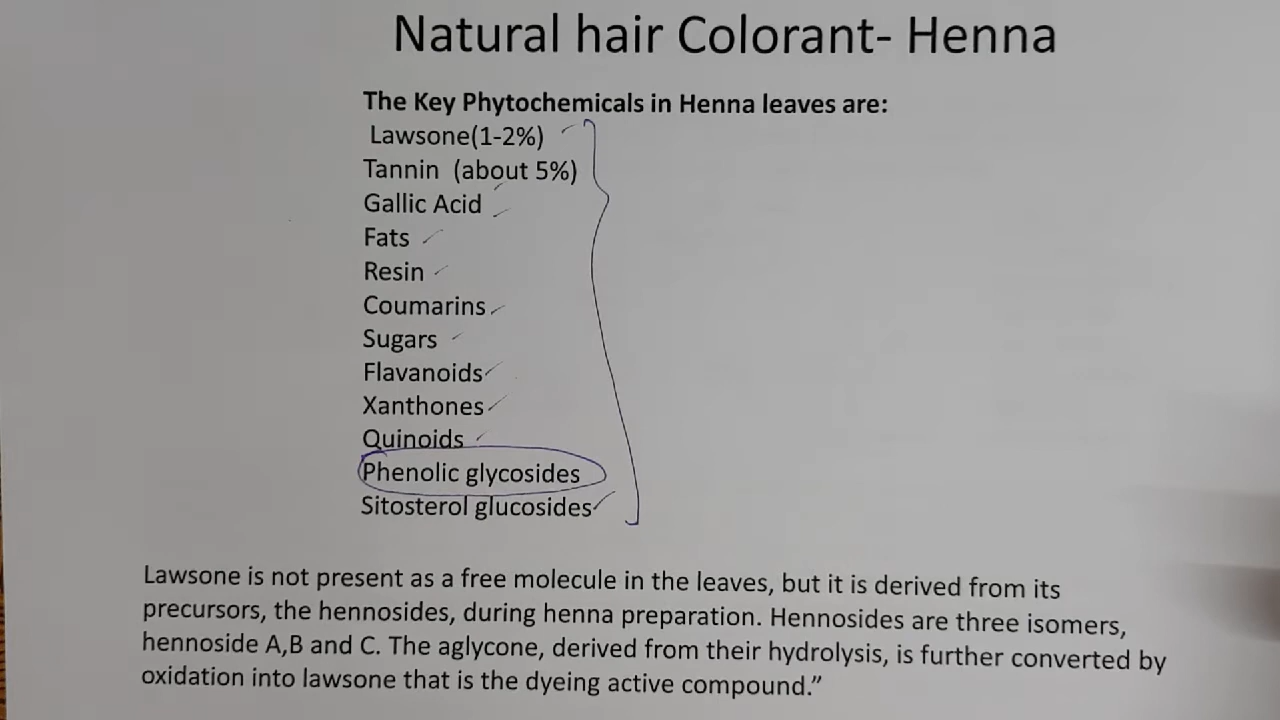 Natural hair Colorant- Henna
The Key Phytochemicals in Henna leaves are:
Lawsone(1-2%)
Tannin (about 5%)
Gallic Acid
Fats
Resin
Coumarins
Sugars
Flavanoids
Xanthones
Quinoids
Phenolic glycosides
Sitosterol glucosides
Lawsone is not present as a free molecule in the leaves, but it is derived from its
precursors, the hennosides, during henna preparation. Hennosides are three isomers,
hennoside A,B and C. The aglycone, derived from their hydrolysis, is further converted by
oxidation into lawsone that is the dyeing active compound.”